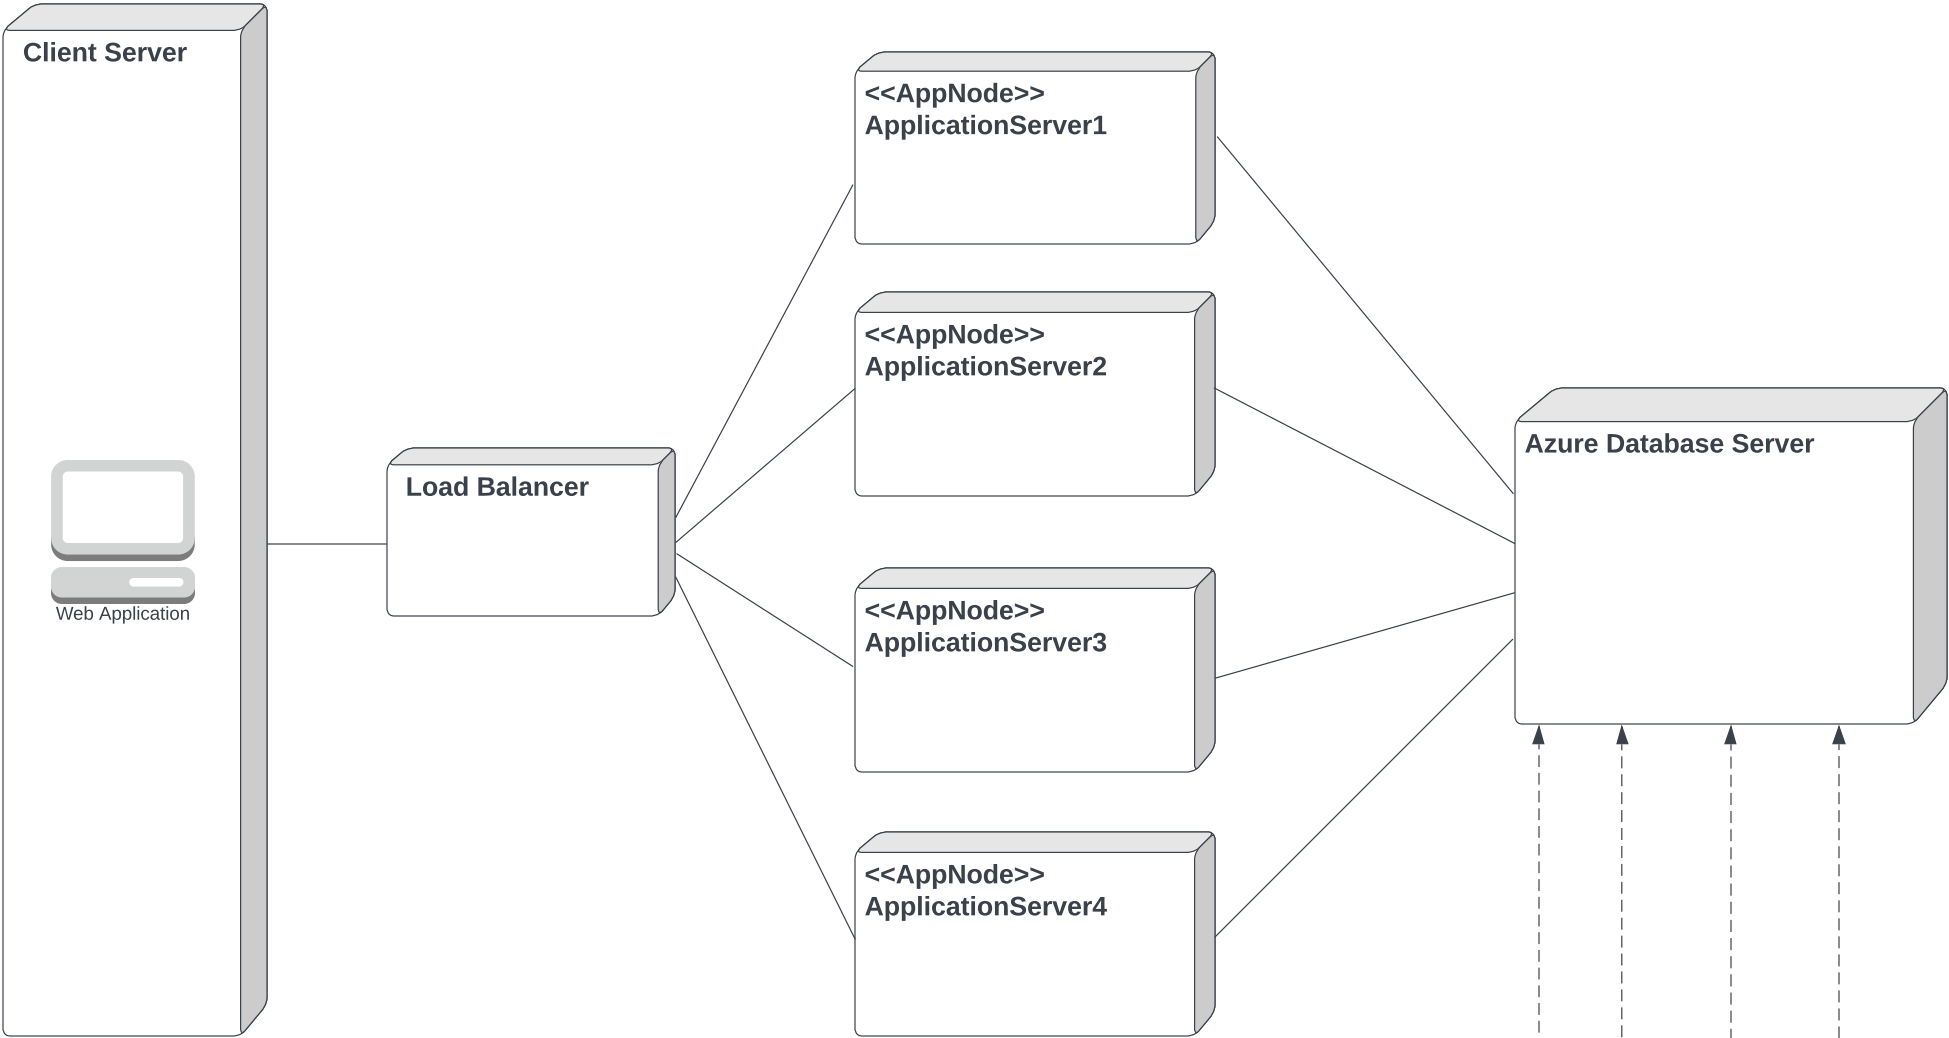 Client Server
Web Application
Load Balancer
<<AppNode>>
ApplicationServer1
<<AppNode>>
ApplicationServer2
<<AppNode>>
ApplicationServer3
<<AppNode>>
ApplicationServer4
Azure Database Server